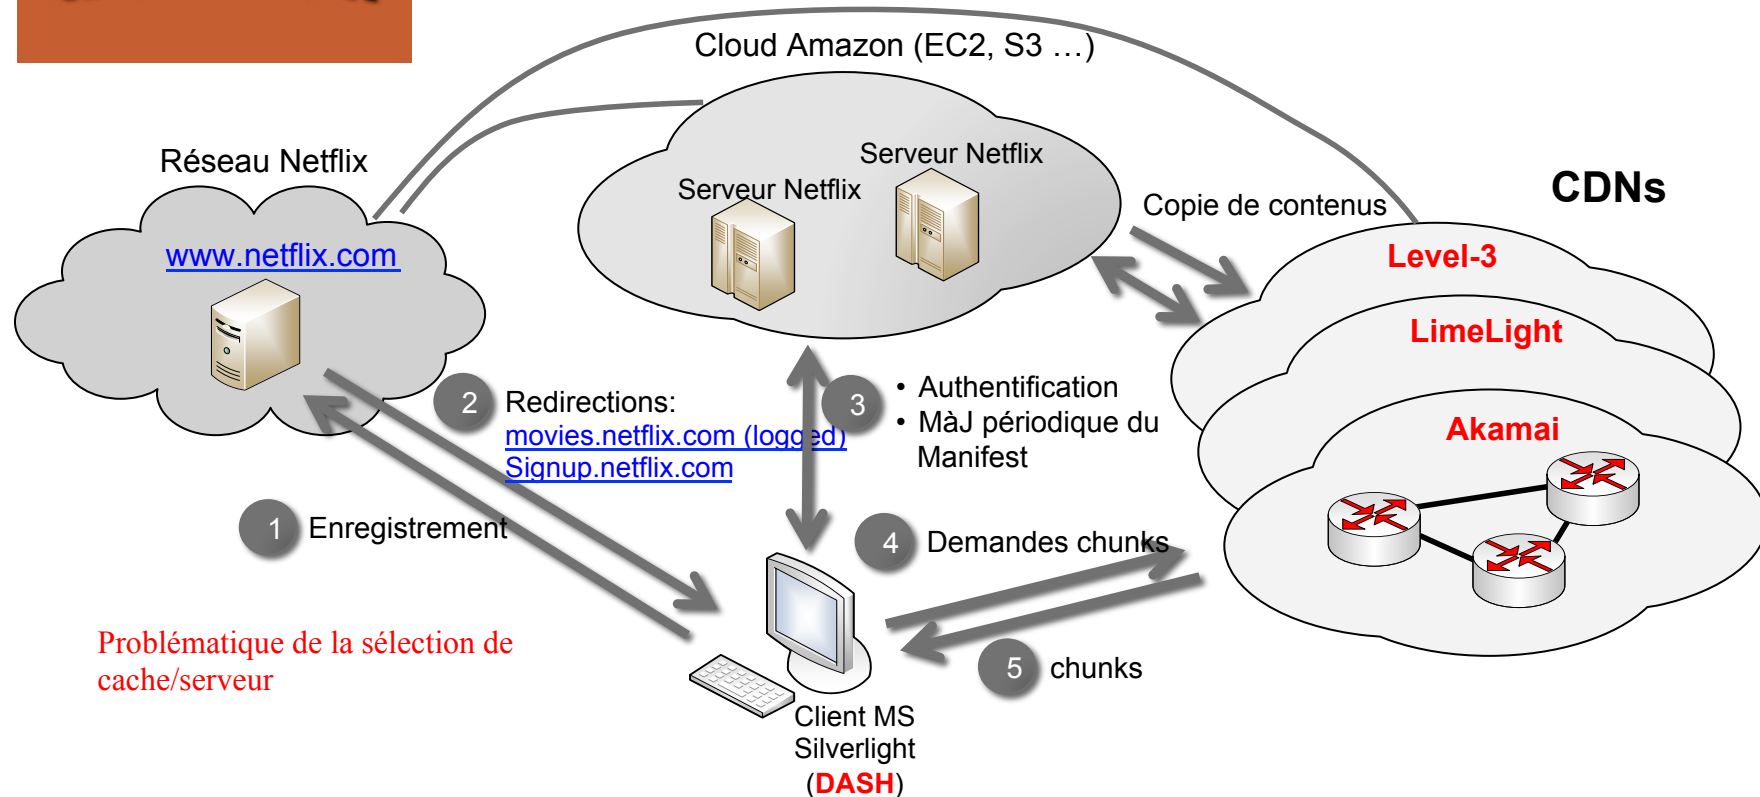 Cloud Amazon (EC2, S3 …)
Réseau Netflix
www.netflix.com
Serveur Netflix
Serveur Netflix
Copie de contenus
CDNs
Level-3
LimeLight
Akamai
1 Enregistrement
2 Redirections:
movies.netflix.com (logged)
Signup.netflix.com
3 • Authentification
• MàJ périodique du
Manifest
4 Demandes chunks
5 chunks
Client MS
Silverlight
(DASH)
Problématique de la sélection de
cache/serveur